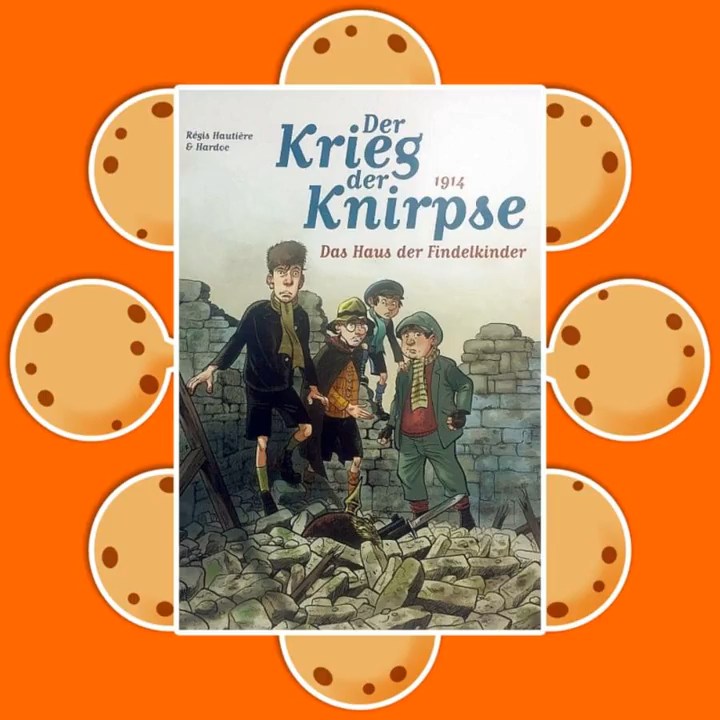 Régis Hautière
& Hardoc
Der
Krieg
der 1914
Knirpse
Das Haus der Findelkinder